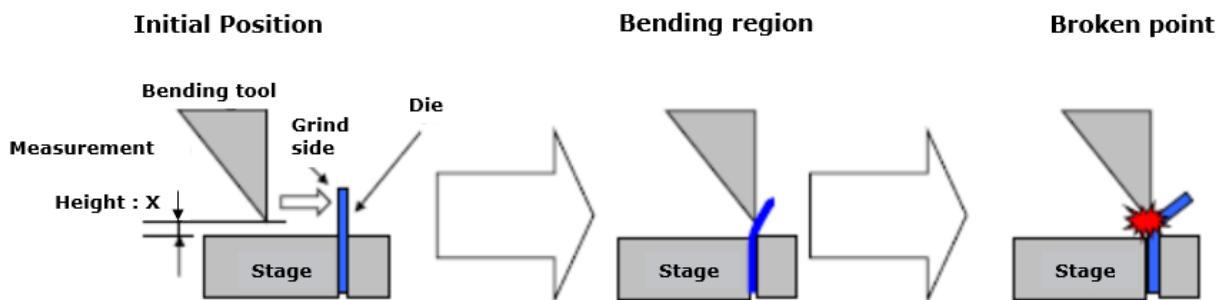 Initial Position
Bending region
Broken point
Bending tool
Die
Grind
side
Measurement
Height : X
Stage
Stage
Stage